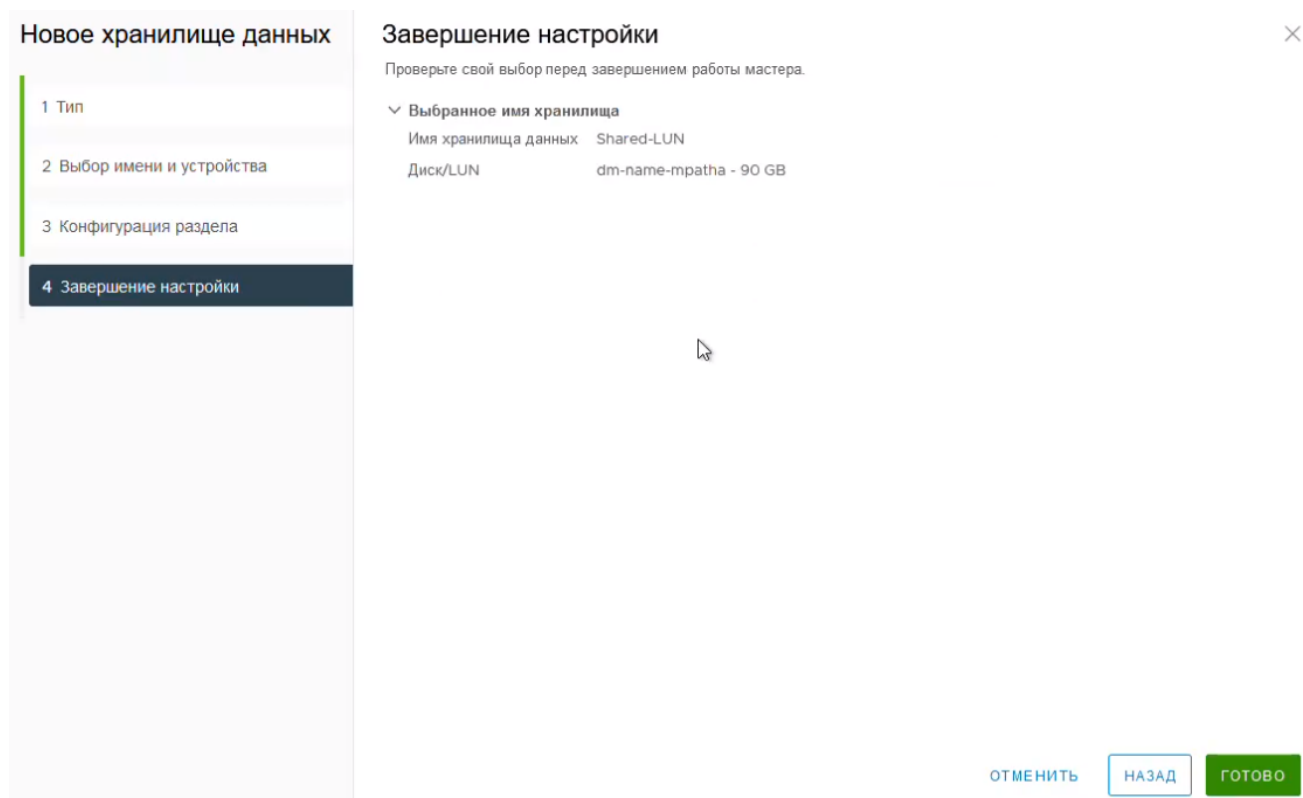 Новое хранилище данных
1 Тип
2 Выбор имени и устройства
3 Конфигурация раздела
4 Завершение настройки
Завершение настройки
Проверьте свой выбор перед завершением работы мастера.
Выбранное имя хранилища
Имя хранилища данных Shared-LUN
Диск/LUN dm-name-mpatha - 90 GB
ОТМЕНИТЬ НАЗАД ГОТОВО